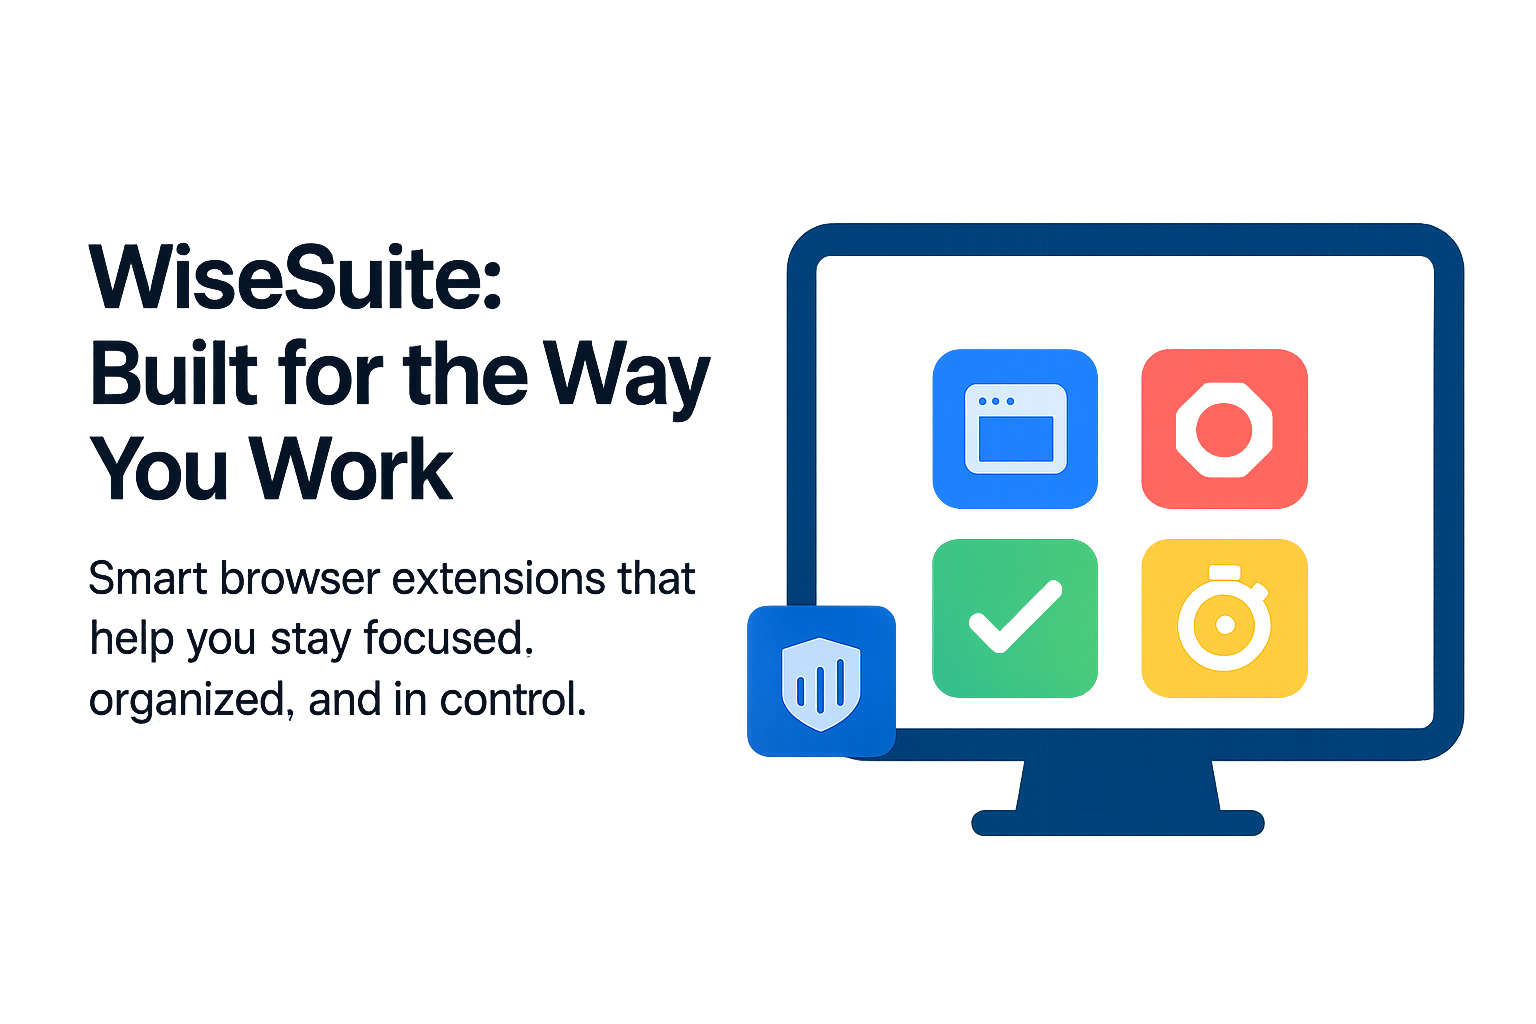 WiseSuite:
Built for the Way
You Work
Smart browser extensions that
help you stay focused.
organized, and in control.